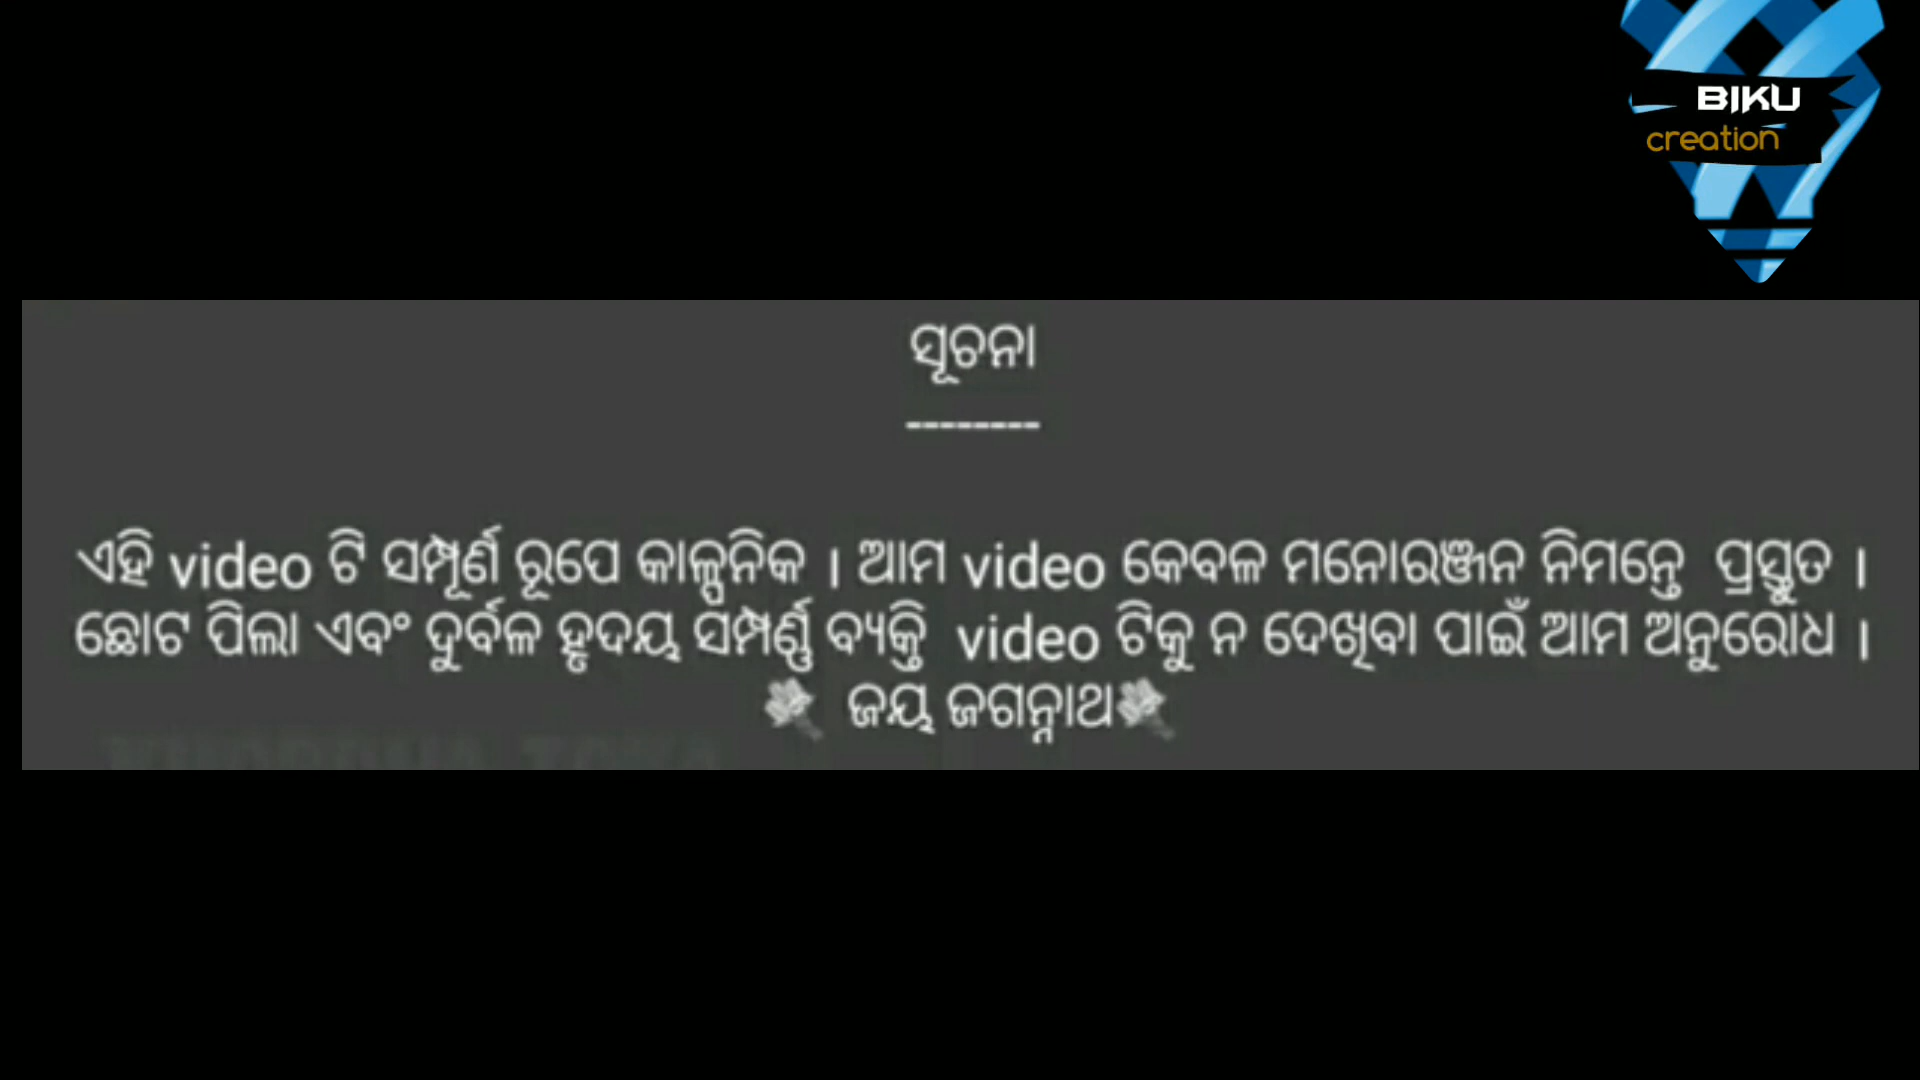 BIKU
creation
ସୂଚନା
--------
ଏହି video ଟି ସମ୍ପୂର୍ଣ ରୂପେ କାଳ୍ପନିକ । ଆମ video କେବଳ ମନୋରଞ୍ଜନ ନିମନ୍ତେ ପ୍ରସ୍ତୁତ ।
ଛୋଟ ପିଲା ଏବଂ ଦୁର୍ବଳ ହୃଦୟ ସମ୍ପର୍ଣ୍ଣ ବ୍ୟକ୍ତି video ଟିକୁ ନ ଦେଖିବା ପାଇଁ ଆମ ଅନୁରୋଧ ।
ଜୟ ଜଗନ୍ନାଥ